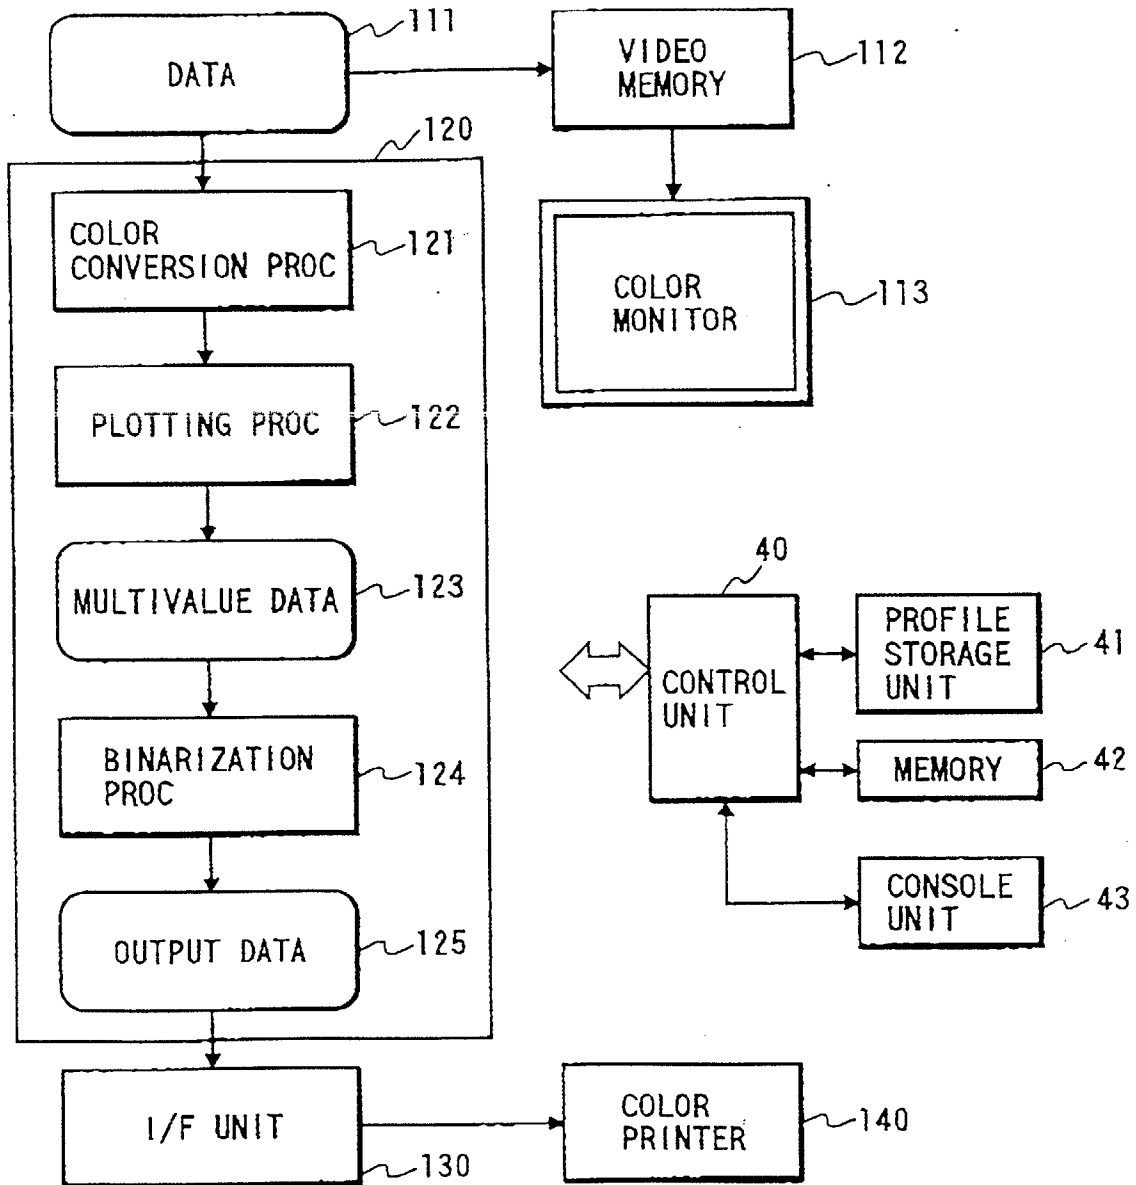 111
DATA
VIDEO
MEMORY
112
120
COLOR
CONVERSION PROC
121
COLOR
MONITOR
113
PLOTTING PROC
122
MULTIVALUE DATA
123
40
CONTROL
UNIT
PROFILE
STORAGE
UNIT
41
BINARIZATION
PROC
124
MEMORY
42
CONSOLE
UNIT
43
OUTPUT DATA
125
I/F UNIT
130
COLOR
PRINTER
140